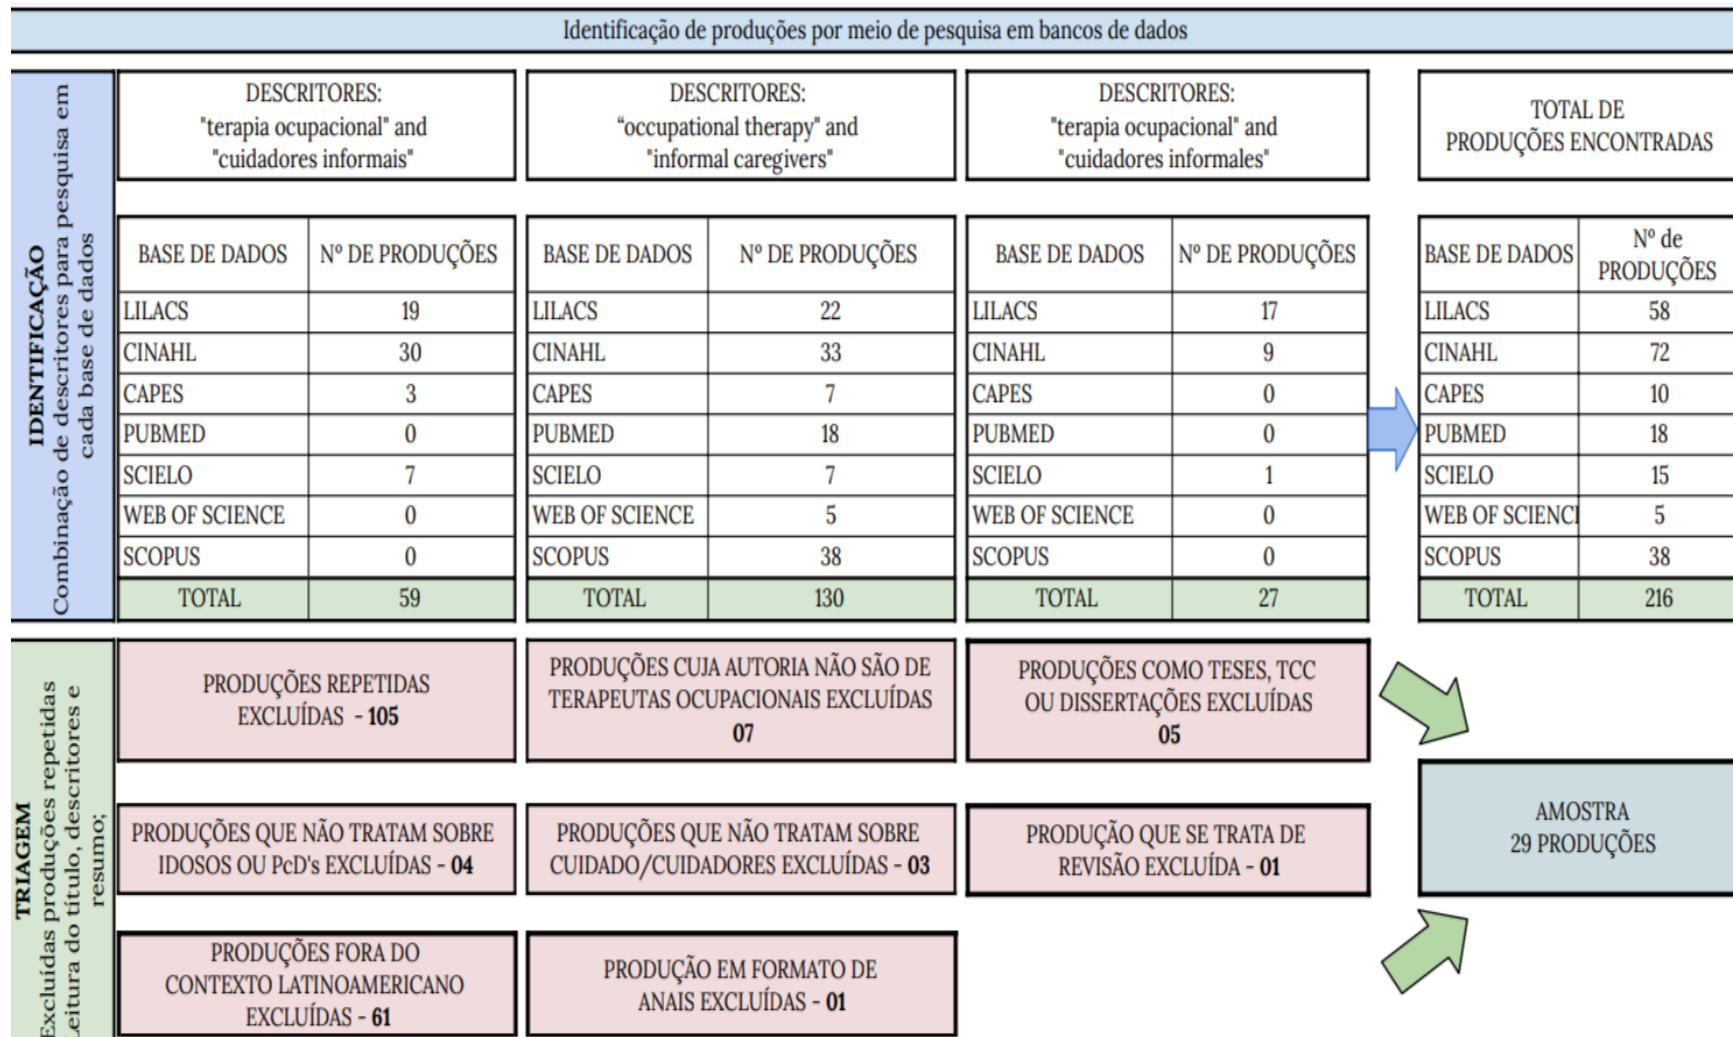 Identificação de produções por meio de pesquisa em bancos de dados
IDENTIFICAÇÃO
Combinação de descritores para pesquisa em
cada base de dados
DESCRITORES:
"terapia ocupacional" and
"cuidadores informais"
DESCRITORES:
“occupational therapy" and
"informal caregivers"
DESCRITORES:
"terapia ocupacional" and
"cuidadores informales"
TOTAL DE
PRODUÇÕES ENCONTRADAS
BASE DE DADOS Nº DE PRODUÇÕES
LILACS 19
CINAHL 30
CAPES 3
PUBMED 0
SCIELO 7
WEB OF SCIENCE 0
SCOPUS 0
TOTAL 59
BASE DE DADOS Nº DE PRODUÇÕES
LILACS 22
CINAHL 33
CAPES 7
PUBMED 18
SCIELO 7
WEB OF SCIENCE 5
SCOPUS 38
TOTAL 130
BASE DE DADOS Nº DE PRODUÇÕES
LILACS 17
CINAHL 9
CAPES 0
PUBMED 0
SCIELO 1
WEB OF SCIENCE 0
SCOPUS 0
TOTAL 27
BASE DE DADOS Nº de
PRODUÇÕES
LILACS 58
CINAHL 72
CAPES 10
PUBMED 18
SCIELO 15
WEB OF SCIENC 5
SCOPUS 38
TOTAL 216
TRIAGEM
Excluídas produções repetidas
Leitura do título, descritores e
resumo;
PRODUÇÕES REPETIDAS
EXCLUÍDAS - 105
PRODUÇÕES CUJA AUTORIA NÃO SÃO DE
TERAPEUTAS OCUPACIONAIS EXCLUÍDAS
07
PRODUÇÕES COMO TESES, TCC
OU DISSERTAÇÕES EXCLUÍDAS
05
PRODUÇÕES QUE NÃO TRATAM SOBRE
IDOSOS OU PcD's EXCLUÍDAS - 04
PRODUÇÕES QUE NÃO TRATAM SOBRE
CUIDADO/CUIDADORES EXCLUÍDAS - 03
PRODUÇÃO QUE SE TRATA DE
REVISÃO EXCLUÍDA - 01
AMOSTRA
29 PRODUÇÕES
PRODUÇÕES FORA DO
CONTEXTO LATINOAMERICANO
EXCLUÍDAS - 61
PRODUÇÃO EM FORMATO DE
ANAIS EXCLUÍDAS - 01